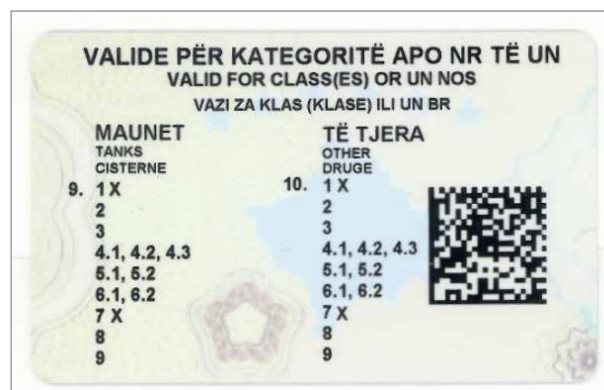 VALIDE PËR KATEGORITË APO NR TË UN
VALID FOR CLASS(ES) OR UN NOS
VAZI ZA KLAS (KLASE) ILI UN BR
MAUNET
TANKS
CISTERNE
9. 1 X
2
3
4.1, 4.2, 4.3
5.1, 5.2
6.1, 6.2
7 X
8
9
TË TJERA
OTHER
DRUGE
10. 1 X
2
3
4.1, 4.2, 4.3
5.1, 5.2
6.1, 6.2
7 X
8
9